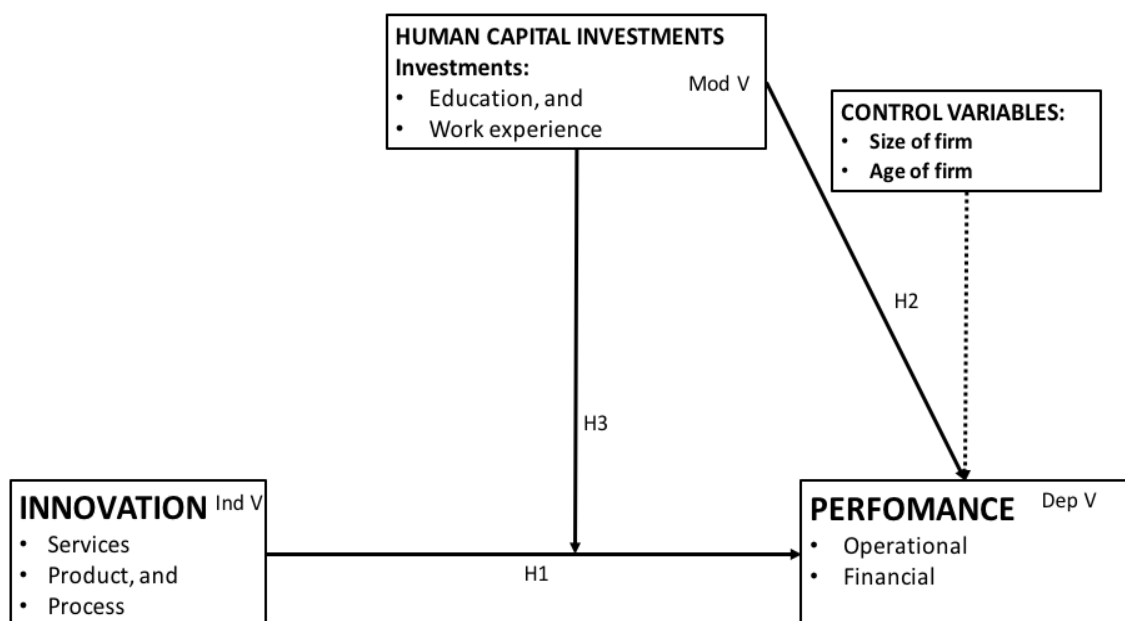 HUMAN CAPITAL INVESTMENTS
Investments:
Mod V
• Education, and
• Work experience
CONTROL VARIABLES:
• Size of firm
• Age of firm
H2
H3
INNOVATION Ind V
• Services
• Product, and
• Process
H1
PERFOMANCE Dep V
• Operational
• Financial